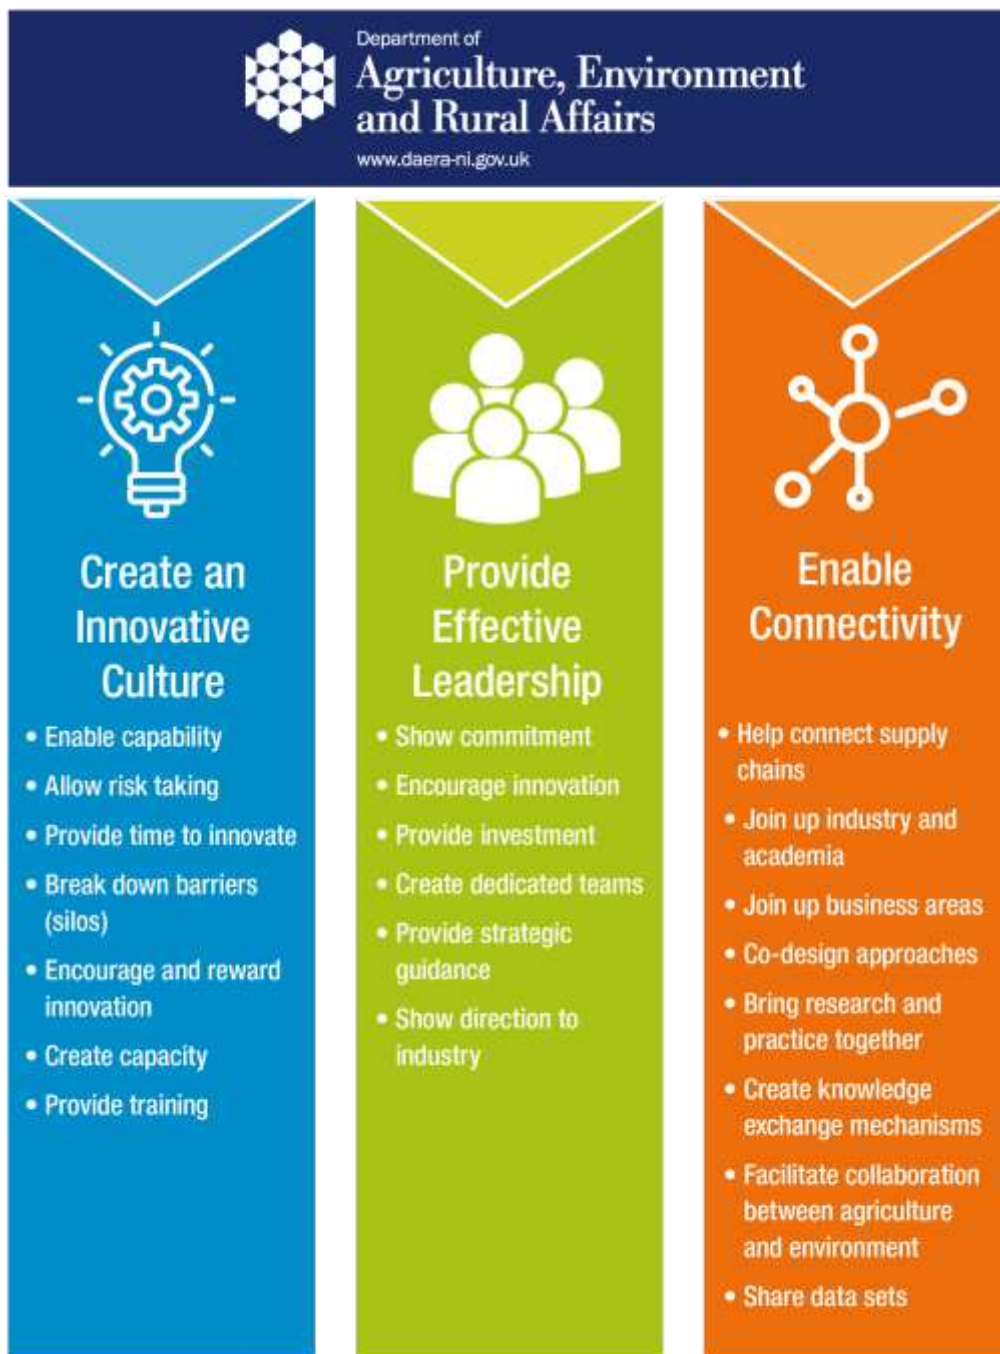 Department of
Agriculture, Environment
and Rural Affairs
www.daera-ni.gov.uk
Create an
Innovative
Culture
• Enable capability
• Allow risk taking
• Provide time to innovate
• Break down barriers
(silos)
• Encourage and reward
innovation
• Create capacity
• Provide training
Provide
Effective
Leadership
• Show commitment
• Encourage innovation
• Provide investment
• Create dedicated teams
• Provide strategic
guidance
• Show direction to
industry
Enable
Connectivity
• Help connect supply
chains
• Join up industry and
academia
• Join up business areas
• Co-design approaches
• Bring research and
practice together
• Create knowledge
exchange mechanisms
• Facilitate collaboration
between agriculture
and environment
• Share data sets